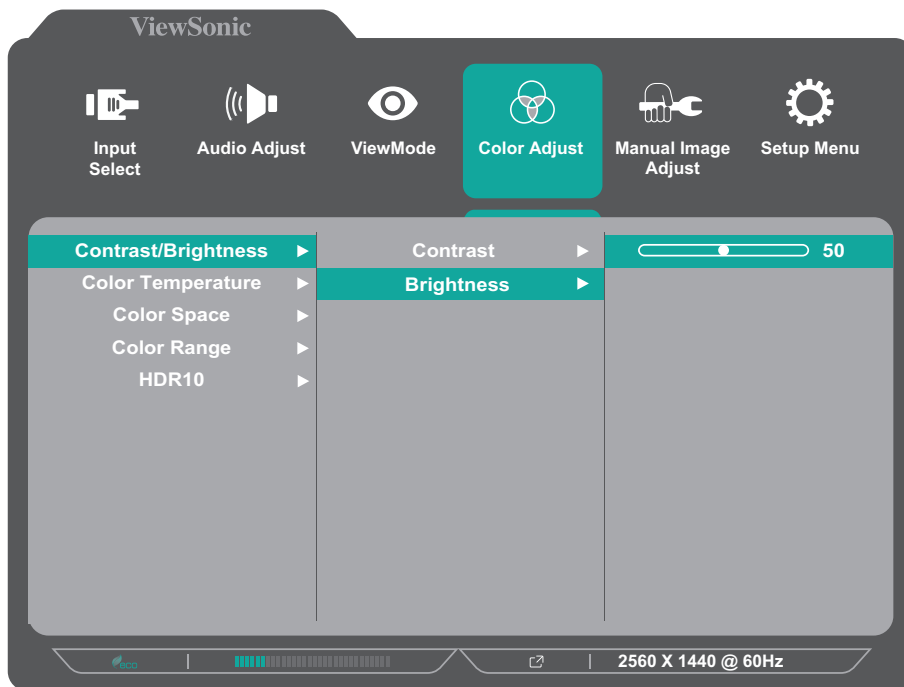 ViewSonic
Input
Select
Audio Adjust
ViewMode
Color Adjust
Manual Image
Adjust
Setup Menu
Contrast/Brightness
Contrast
50
Color Temperature
Brightness
Color Space
Color Range
HDR10
eco
2560 X 1440 @ 60Hz